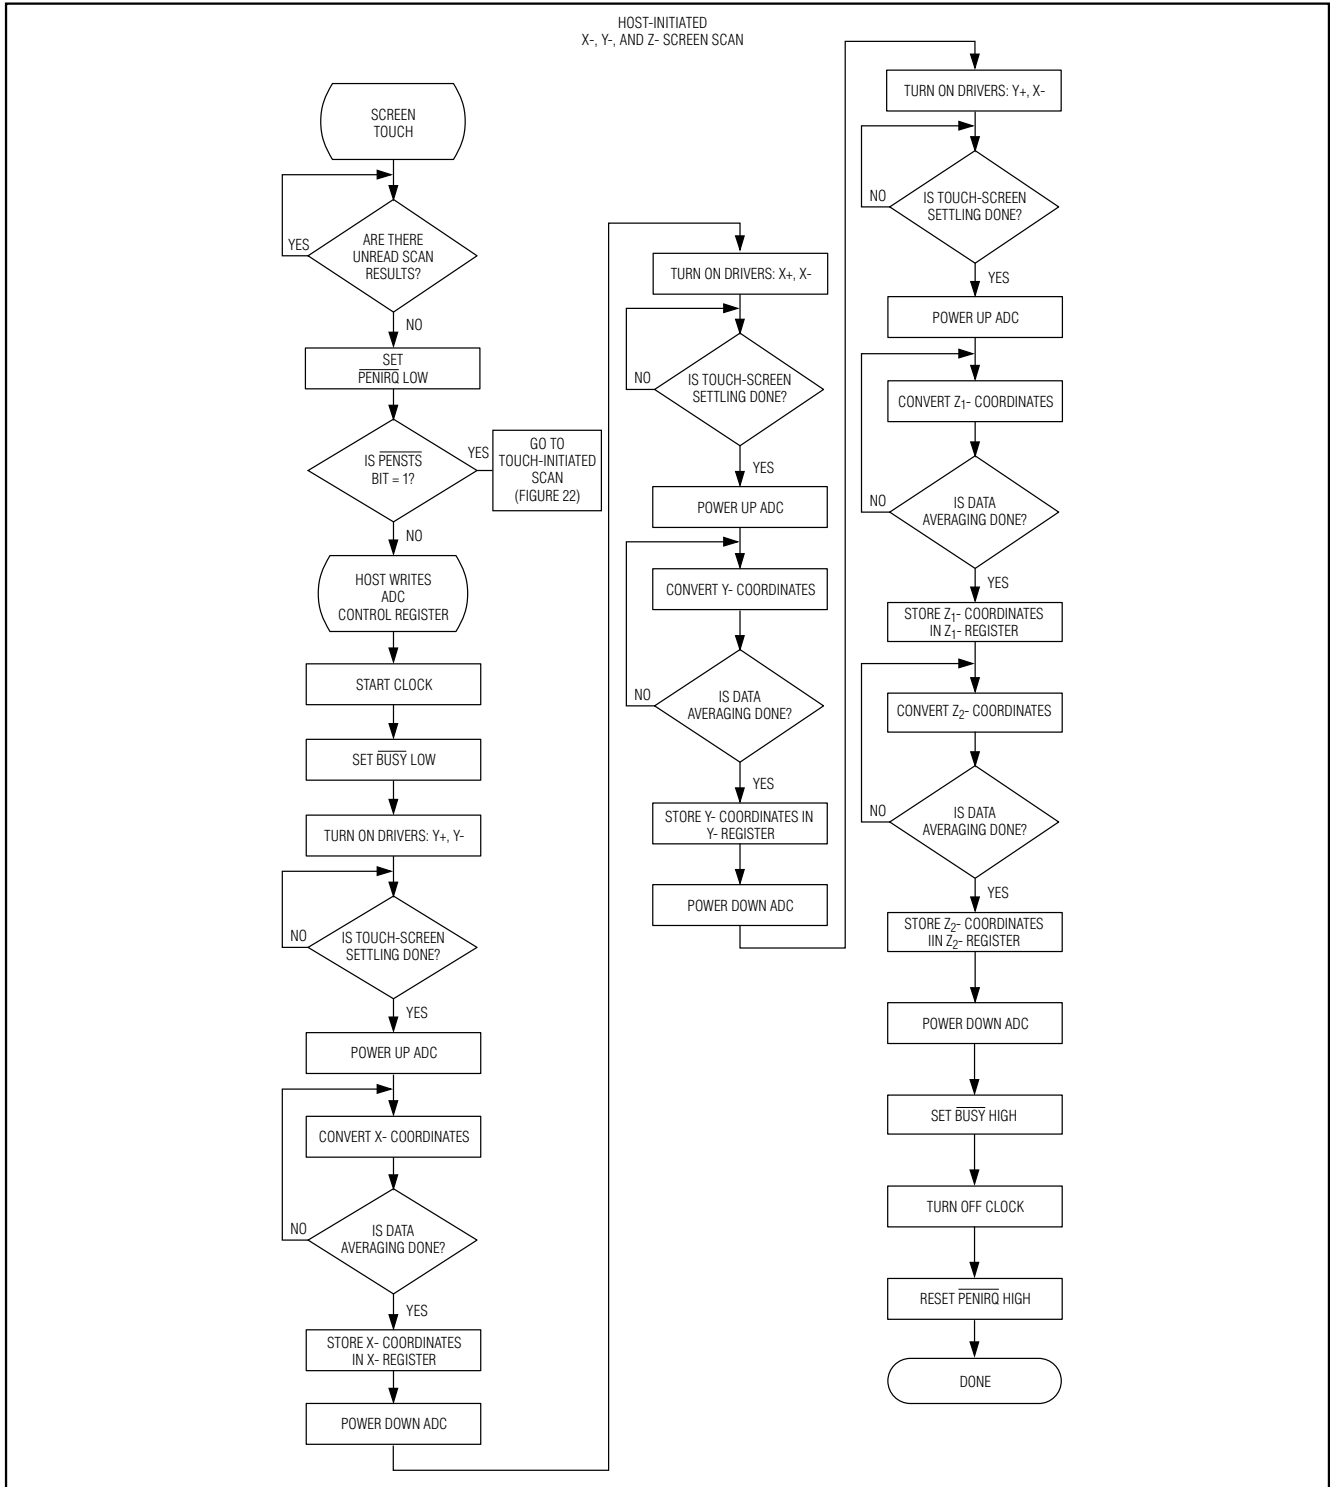 HOST-INITIATED
X-, Y-, AND Z- SCREEN SCAN
SCREEN
TOUCH
YES
ARE THERE
UNREAD SCAN
RESULTS?
NO
SET
PENIRQ LOW
IS PENSTS
BIT = 1?
YES
GO TO
TOUCH-INITIATED
SCAN
(FIGURE 22)
NO
HOST WRITES
ADC
CONTROL REGISTER
START CLOCK
SET BUSY LOW
TURN ON DRIVERS: Y+, Y-
NO
IS TOUCH-SCREEN
SETTLING DONE?
YES
POWER UP ADC
CONVERT X- COORDINATES
NO
IS DATA
AVERAGING DONE?
YES
STORE X- COORDINATES
IN X- REGISTER
POWER DOWN ADC
TURN ON DRIVERS: X+, X-
NO
IS TOUCH-SCREEN
SETTLING DONE?
YES
POWER UP ADC
CONVERT Y- COORDINATES
NO
IS DATA
AVERAGING DONE?
YES
STORE Y- COORDINATES IN
Y- REGISTER
POWER DOWN ADC
TURN ON DRIVERS: Y+, X-
NO
IS TOUCH-SCREEN
SETTLING DONE?
YES
POWER UP ADC
CONVERT Z1- COORDINATES
NO
IS DATA
AVERAGING DONE?
YES
STORE Z1- COORDINATES
IN Z1- REGISTER
CONVERT Z2- COORDINATES
NO
IS DATA
AVERAGING DONE?
YES
STORE Z2- COORDINATES
IIN Z2- REGISTER
POWER DOWN ADC
SET BUSY HIGH
TURN OFF CLOCK
RESET PENIRQ HIGH
DONE